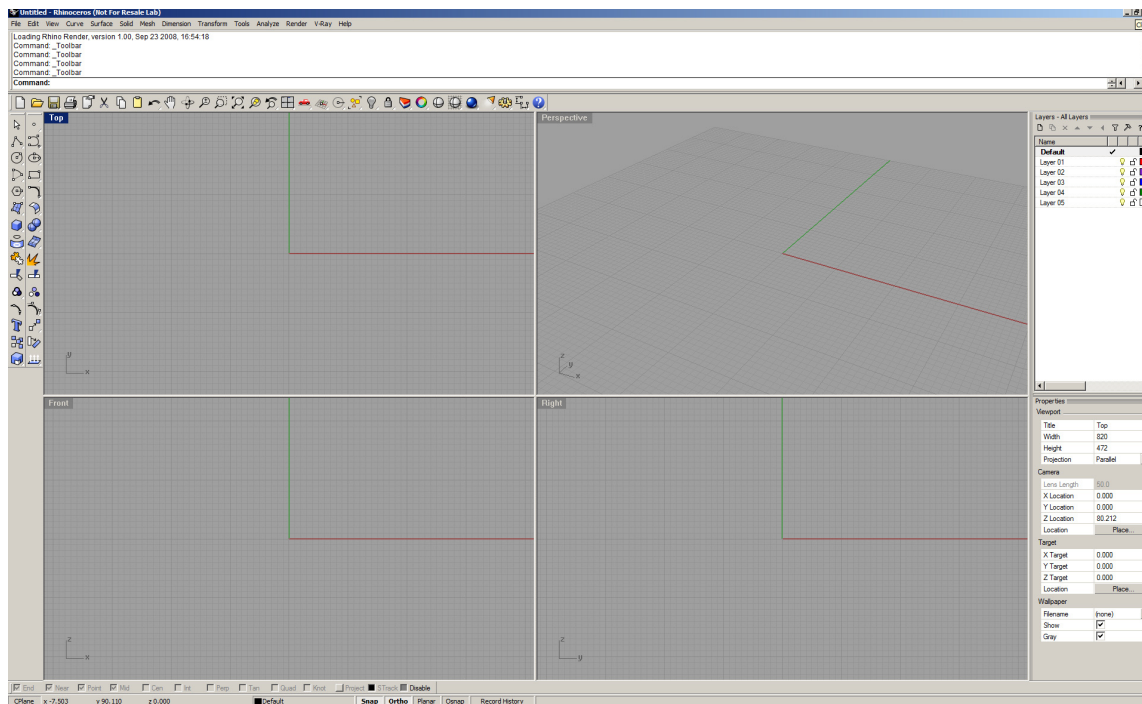 Untitled - Rhinoceros (Not For Resale Lab)
File Edit View Curve Surface Solid Mesh Dimension Transform Tools Analyze Render V-Ray Help
Loading Rhino Render, version 1.00, Sep 23 2008, 16:54:18
Command: _Toolbar
Command: _Toolbar
Command: _Toolbar
Command: _Toolbar
Command:
Top
Perspective
Layers - All Layers
Name
Default
Layer 01
Layer 02
Layer 03
Layer 04
Layer 05
y
x
z
y
x
Front
Right
z
x
z
y
Properties
Viewport
Title Top
Width 820
Height 472
Projection Parallel
Camera
Lens Length 50.0
X Location 0.000
Y Location 0.000
Z Location 80.212
Location Place...
Target
X Target 0.000
Y Target 0.000
Z Target 0.000
Location Place...
Wallpaper
Filename (none)
Show
Gray
End Near Point Mid Cen Int Perp Tan Quad Knot Project STrack Disable
CPlane x -7.503 y 90.110 z 0.000 Default Snap Ortho Planar Osnap Record History